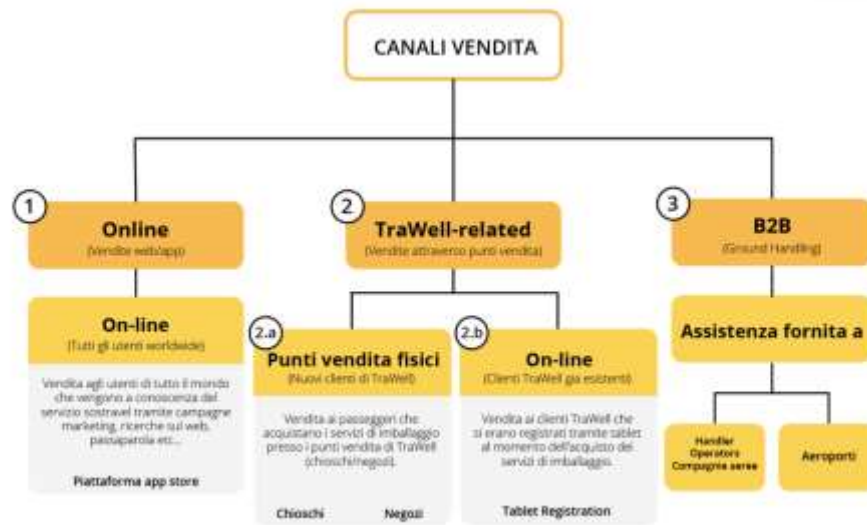 CANALI VENDITA
1
Online
(Vendite web/app)
On-line
(Tutti gli utenti worldwide)
Vendita agli utenti di tutto il mondo
che vengono a conoscenza del
servizio sostravel tramite campagne
marketing, ricerche sul web,
passaparola etc...
Piattaforma app store
2
TraWell-related
(Vendite attraverso punti vendita)
2.a
Punti vendita fisici
(Nuovi clienti di TraWell)
Vendita ai passeggeri che
acquistano i servizi di imballaggio
presso i punti vendita di TraWell
(chioschi/negozi).
Chioschi Negozi
2.b
On-line
(Clienti TraWell gia esistenti)
Vendita ai clienti TraWell che
si erano registrati tramite tablet
al momento dell'acquisto dei
servizi di imballaggio.
Tablet Registration
3
B2B
(Ground Handling)
Assistenza fornita a
Handler
Operators
Compagnie aeree
Aeroporti